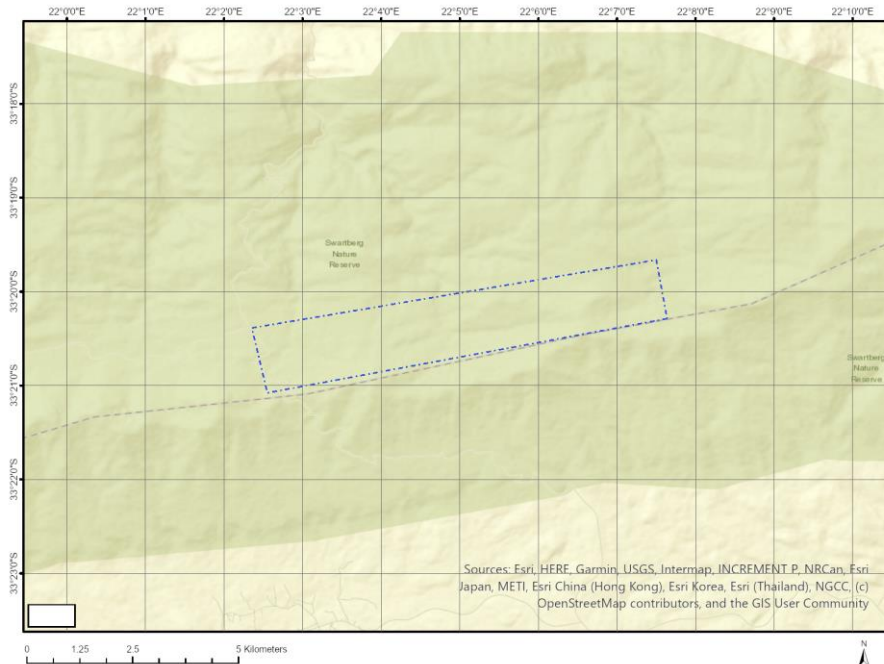 22°0'0"E 22°1'0"E 22°2'0"E 22°3'0"E 22°4'0"E 22°5'0"E 22°6'0"E 22°7'0"E 22°8'0"E 22°9'0"E 22°10'0"E
33°18'0"S
33°19'0"S
Swartberg
Nature
Reserve
33°20'0"S
33°21'0"S
Swartberg
Nature
Reserve
33°22'0"S
33°23'0"S
Sources: Esri, HERE, Garmin, USGS, Intermap, INCREMENT P, NRCan, Esri
Japan, METI, Esri China (Hong Kong), Esri Korea, Esri (Thailand), NGCC, (c)
OpenStreetMap contributors, and the GIS User Community
0 1.25 2.5 5 Kilometers
N